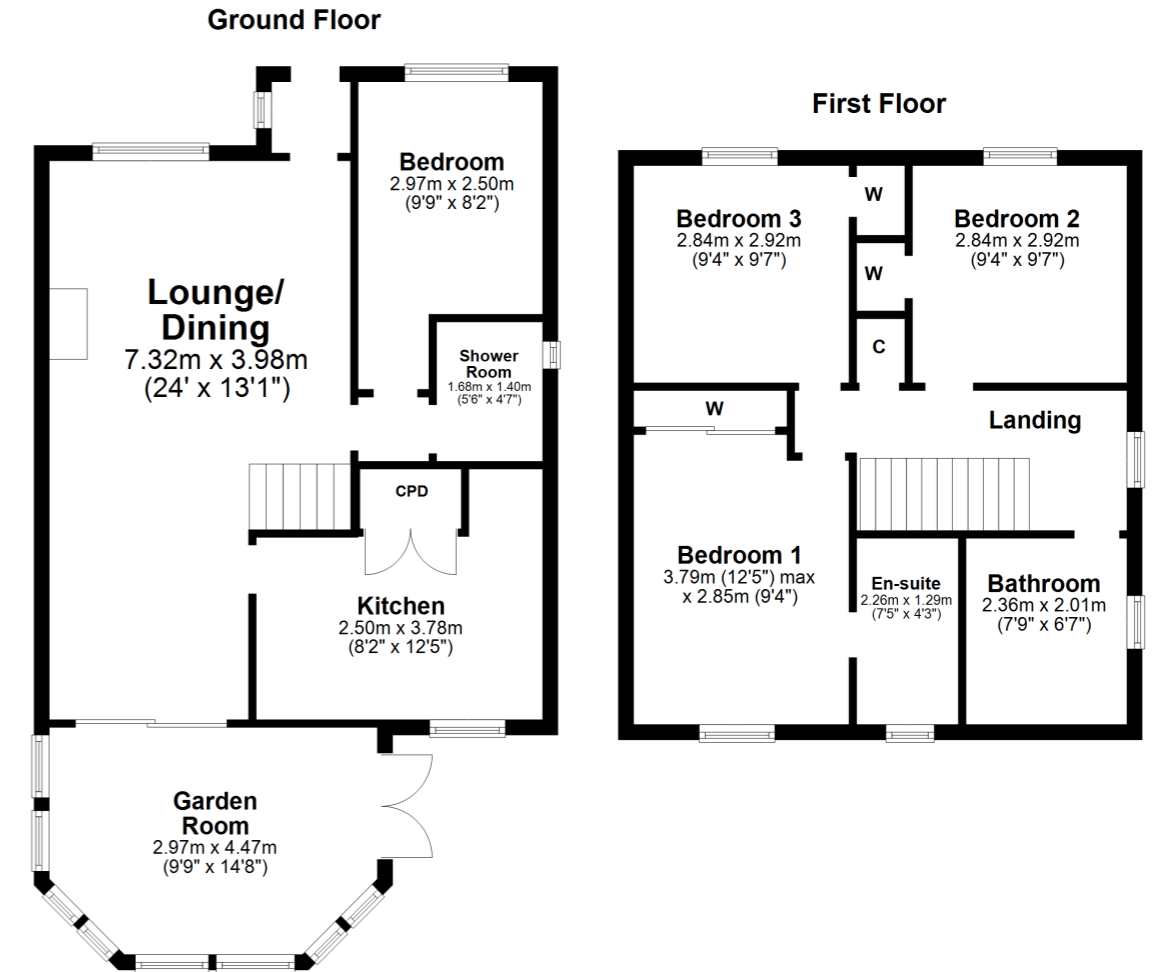 Ground Floor
Bedroom
2.97m x 2.50m
(9'9" x 8'2")
Lounge/
Dining
7.32m x 3.98m
(24' x 13'1")
Shower
Room
1.68m x 1.40m
(5'6" x 4'7")
CPD
Kitchen
2.50m x 3.78m
(8'2" x 12'5")
Garden
Room
2.97m x 4.47m
(9'9" x 14'8")
First Floor
Bedroom 3
2.84m x 2.92m
(9'4" x 9'7")
W
W
C
Bedroom 2
2.84m x 2.92m
(9'4" x 9'7")
W
Landing
Bedroom 1
3.79m (12'5") max
x 2.85m (9'4")
En-suite
2.26m x 1.29m
(7'5" x 4'3")
Bathroom
2.36m x 2.01m
(7'9" x 6'7")